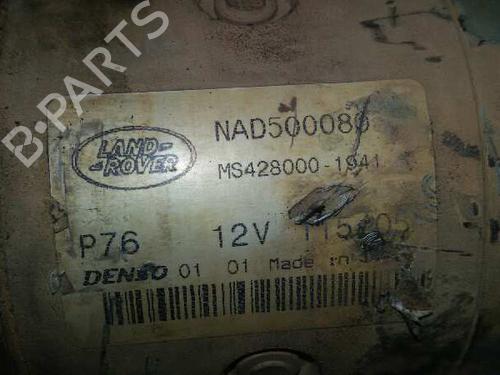 B-PARTS
LAND-
-ROVER
NAD500080
MS428000-1941
P76 12V
DENSO 01 01 Made in